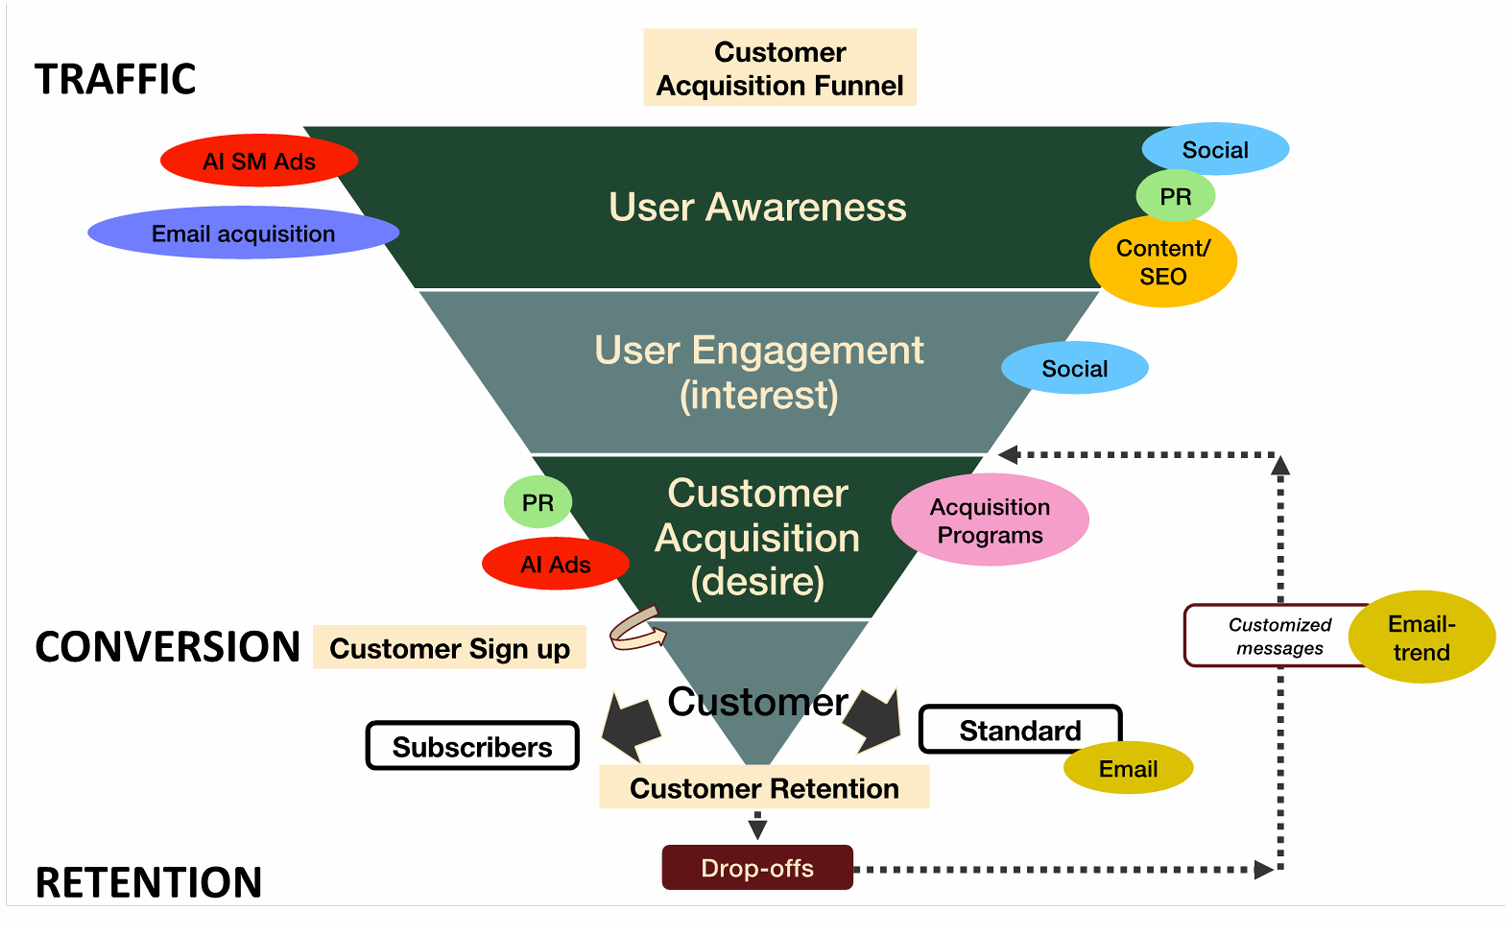 Customer
Acquisition Funnel
TRAFFIC
AI SM Ads
Email acquisition
User Awareness
Social
PR
Content/
SEO
User Engagement
(interest)
Social
PR
AI Ads
Customer
Acquisition
(desire)
Acquisition
Programs
CONVERSION
Customer Sign up
Customized
messages
Email-
trend
Customer
Subscribers
Standard
Email
Customer Retention
Drop-offs
RETENTION